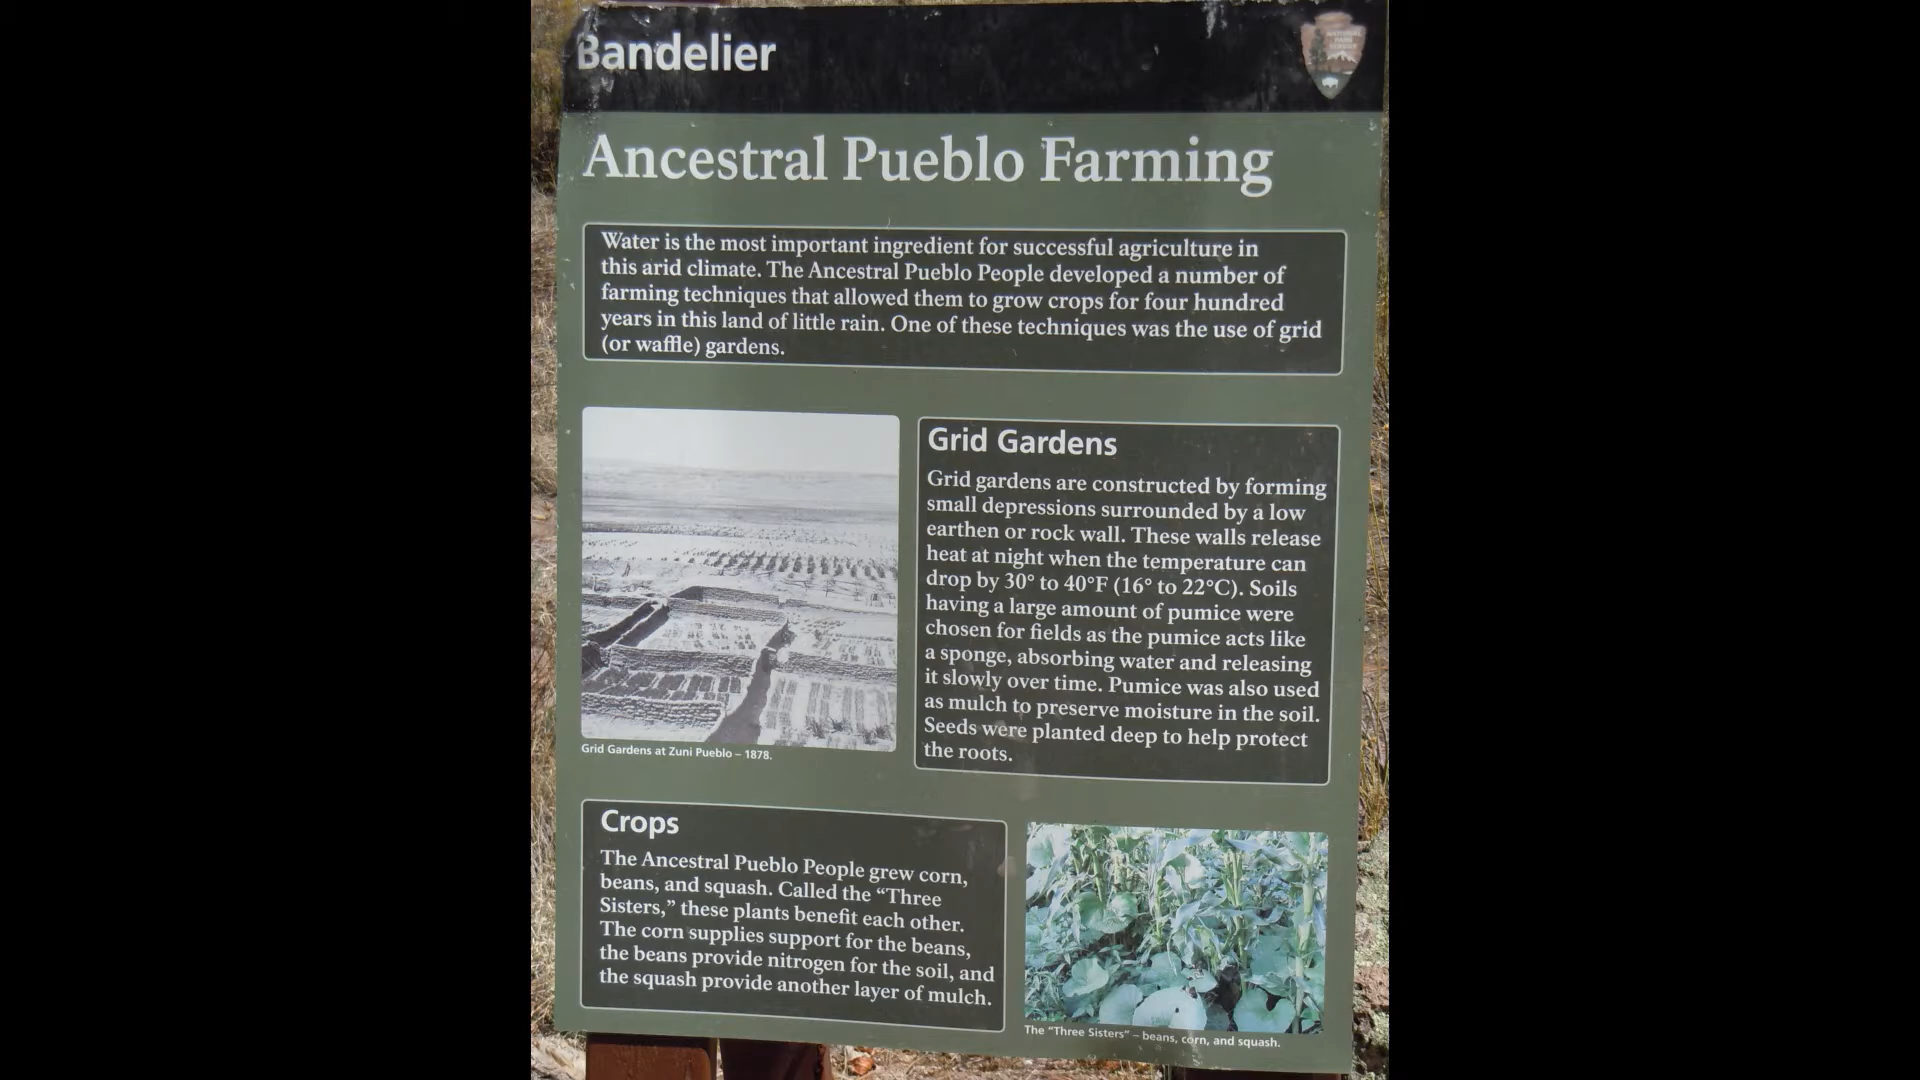 Bandelier
NATIONAL
PARK
SERVICE
Ancestral Pueblo Farming
Water is the most important ingredient for successful agriculture in
this arid climate. The Ancestral Pueblo People developed a number of
farming techniques that allowed them to grow crops for four hundred
years in this land of little rain. One of these techniques was the use of grid
(or waffle) gardens.
Grid Gardens at Zuni Pueblo – 1878.
Grid Gardens
Grid gardens are constructed by forming
small depressions surrounded by a low
earthen or rock wall. These walls release
heat at night when the temperature can
drop by 30° to 40°F (16° to 22°C). Soils
having a large amount of pumice were
chosen for fields as the pumice acts like
a sponge, absorbing water and releasing
it slowly over time. Pumice was also used
as mulch to preserve moisture in the soil.
Seeds were planted deep to help protect
the roots.
Crops
The Ancestral Pueblo People grew corn,
beans, and squash. Called the “Three
Sisters,” these plants benefit each other.
The corn supplies support for the beans,
the beans provide nitrogen for the soil, and
the squash provide another layer of mulch.
The “Three Sisters” – beans, corn, and squash.